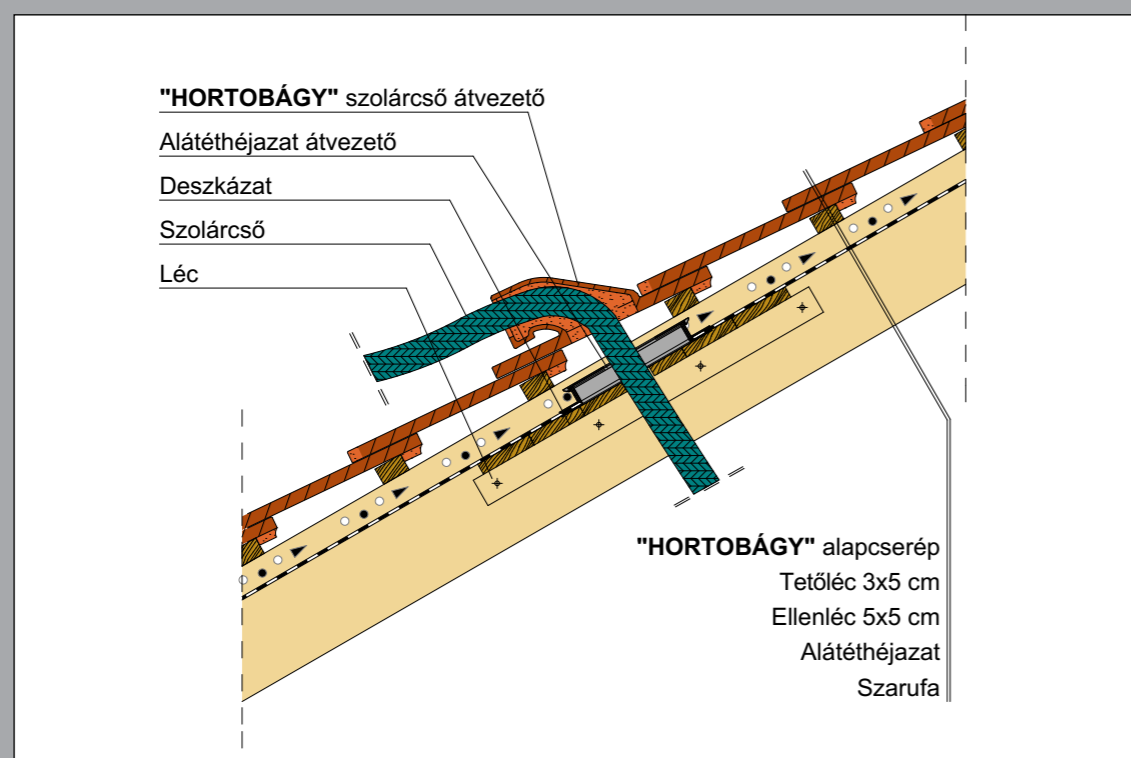 "HORTOBÁGY" szolárcső átvezető
Alátéthéjazat átvezető
Deszkázat
Szolárcső
Léc
"HORTOBÁGY" alapcserép
Tetőléc 3x5 cm
Ellenléc 5x5 cm
Alátéthéjazat
Szarufa